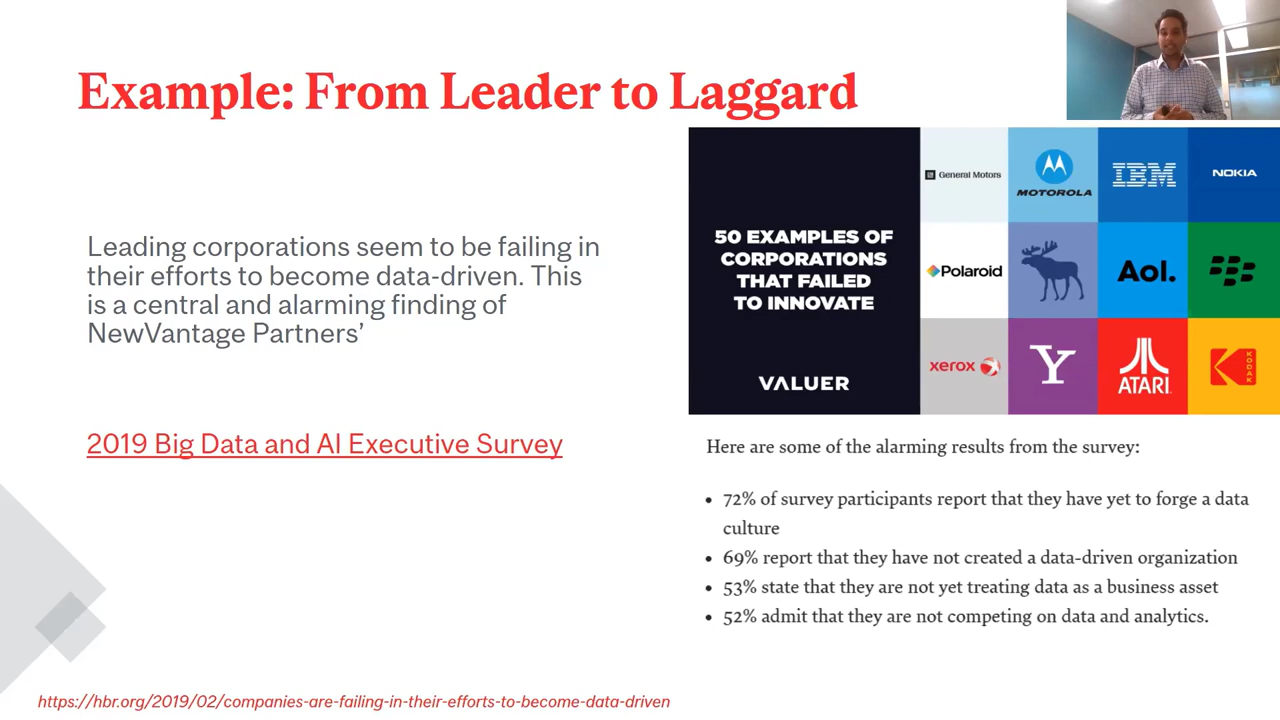 Example: From Leader to Laggard
Leading corporations seem to be failing in
their efforts to become data-driven. This
is a central and alarming finding of
NewVantage Partners’
2019 Big Data and AI Executive Survey
50 EXAMPLES OF
CORPORATIONS
THAT FAILED
TO INNOVATE
VALUER
GM
General Motors
MOTOROLA
IBM
NOKIA
Polaroid
Aol.
xerox
Y
ATARI
KODAK
Here are some of the alarming results from the survey:
• 72% of survey participants report that they have yet to forge a data
culture
• 69% report that they have not created a data-driven organization
• 53% state that they are not yet treating data as a business asset
• 52% admit that they are not competing on data and analytics.
https://hbr.org/2019/02/companies-are-failing-in-their-efforts-to-become-data-driven